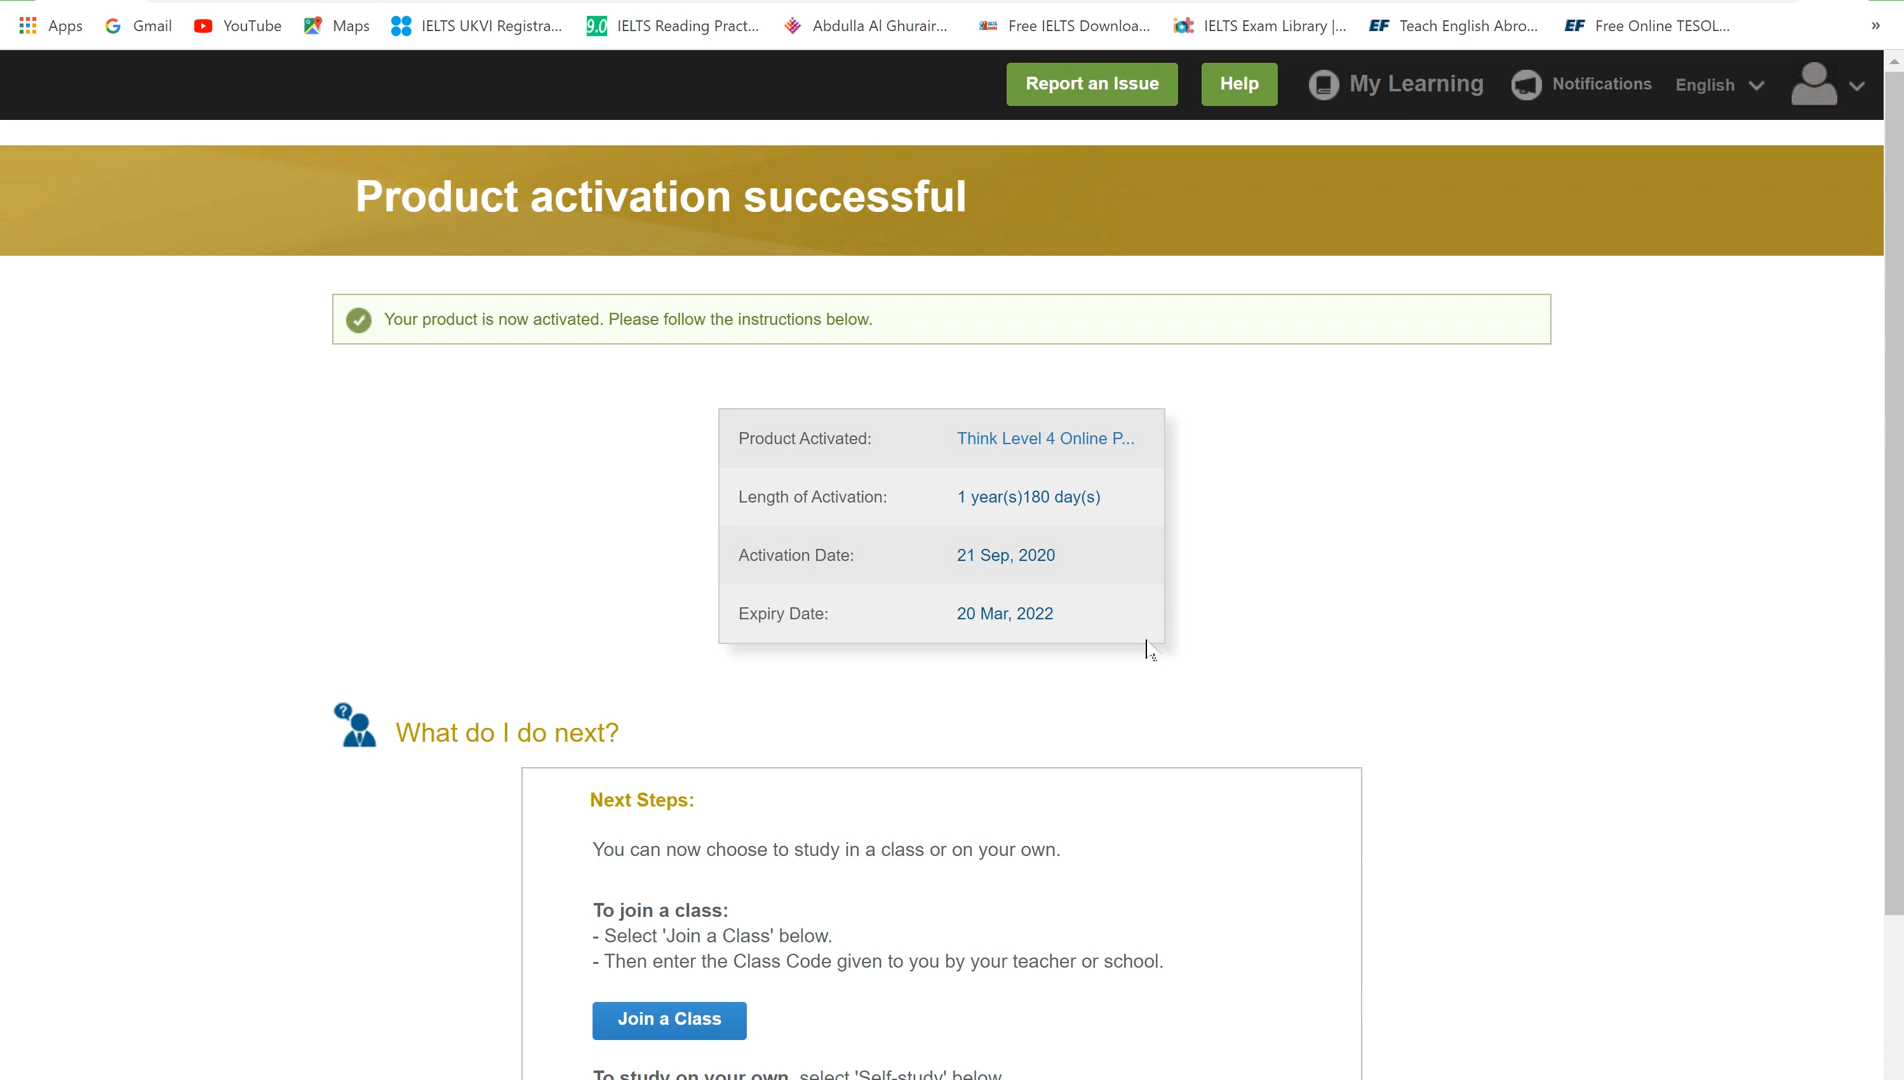 Apps Gmail YouTube Maps IELTS UKVI Registra... 9.0 IELTS Reading Pract... Abdulla Al Ghurair... Free IELTS Downloa... IELTS Exam Library |... EF Teach English Abro... EF Free Online TESOL... »
Report an Issue Help My Learning Notifications English
Product activation successful
Your product is now activated. Please follow the instructions below.
Product Activated: Think Level 4 Online P...
Length of Activation: 1 year(s)180 day(s)
Activation Date: 21 Sep, 2020
Expiry Date: 20 Mar, 2022
? What do I do next?
Next Steps:
You can now choose to study in a class or on your own.
To join a class:
- Select 'Join a Class' below.
- Then enter the Class Code given to you by your teacher or school.
Join a Class
To study on your own, select 'Self-study' below